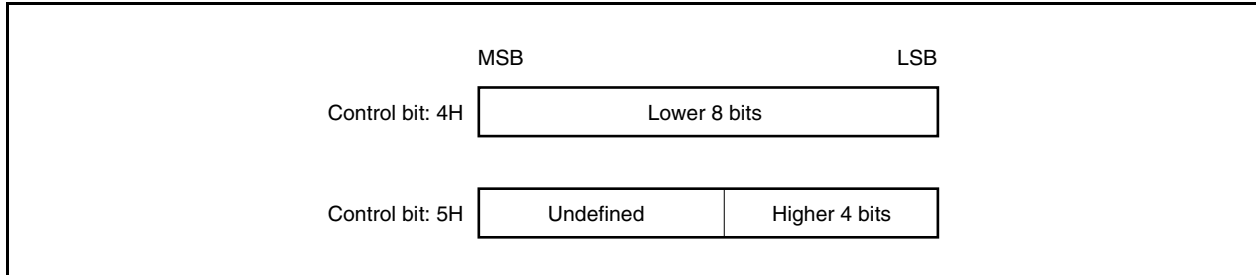 MSB LSB
Control bit: 4H Lower 8 bits
Control bit: 5H Undefined Higher 4 bits